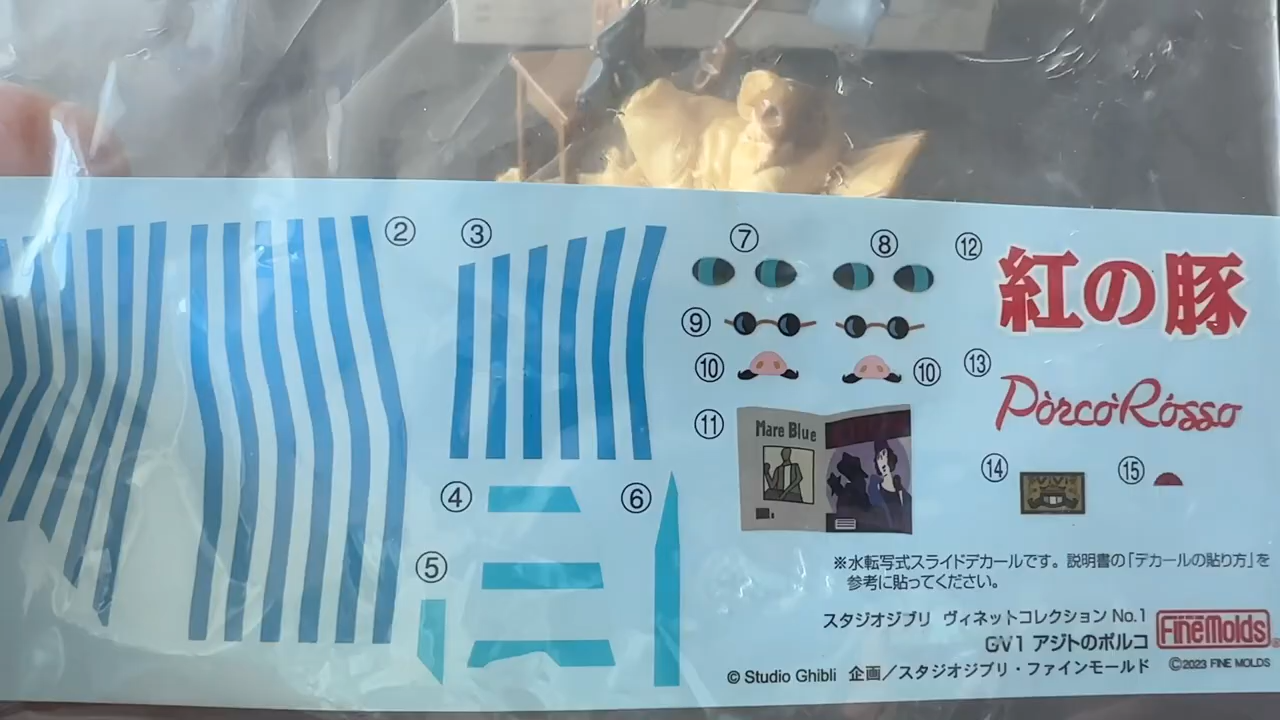 ②
③
⑦
⑧
⑫
紅の豚
⑨
⑩
⑩
⑬
Porco Rosso
⑪
Mare Blue
④
⑥
⑭
⑮
⑤
※水転写式スライドデカールです。説明書の「デカールの貼り方」を
参考に貼ってください。
スタジオジブリ ヴィネットコレクション No.1
GV1 アジトのポルコ
FineMolds
© Studio Ghibli 企画／スタジオジブリ・ファインモールド
©2023 FINE MOLDS